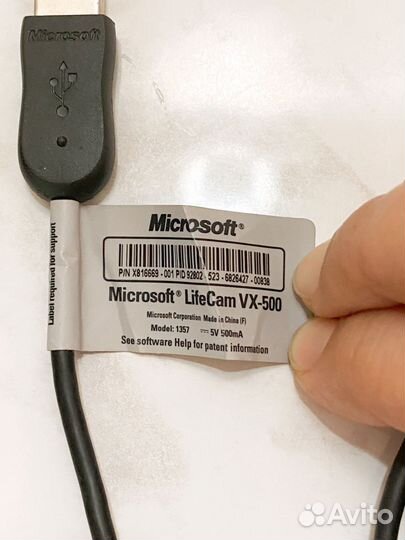 Microsoft
Label required for support
Microsoft®
P/N X816669-001 PID 92802-523-6826427-00838
Microsoft® LifeCam VX-500
Microsoft Corporation Made in China (F)
Model: 1357 ⎓ 5V 500mA
See software Help for patent information
Avito